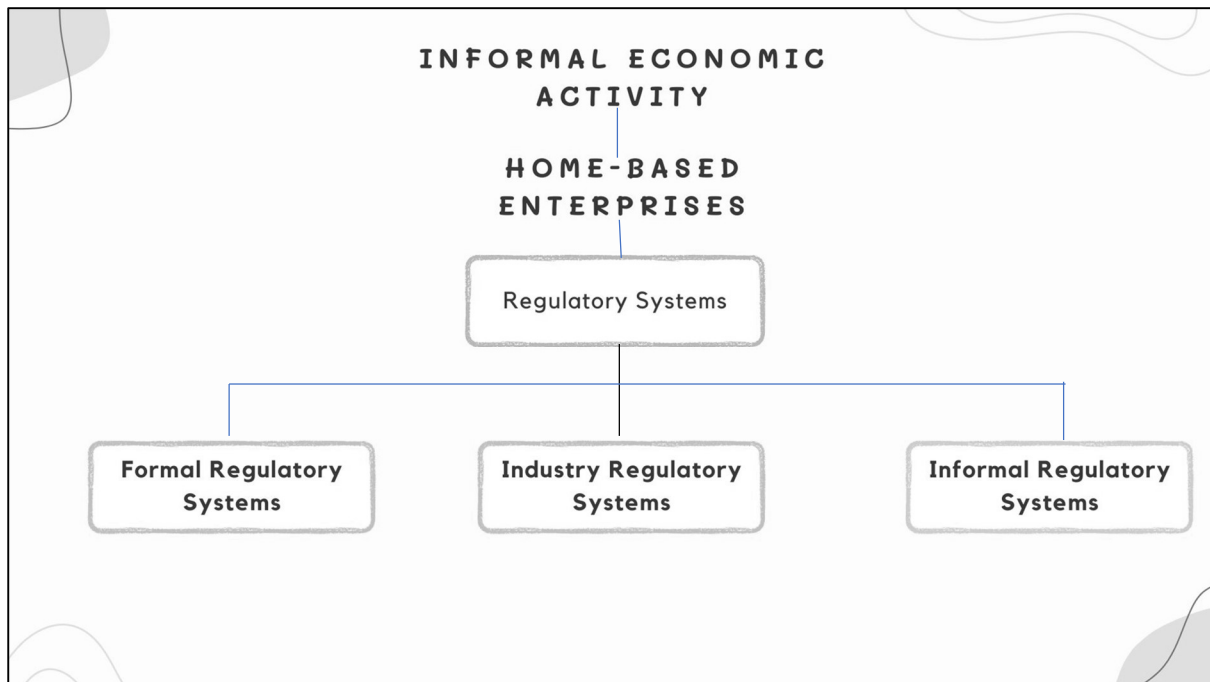 INFORMAL ECONOMIC
ACTIVITY
HOME-BASED
ENTERPRISES
Regulatory Systems
Formal Regulatory
Systems
Industry Regulatory
Systems
Informal Regulatory
Systems